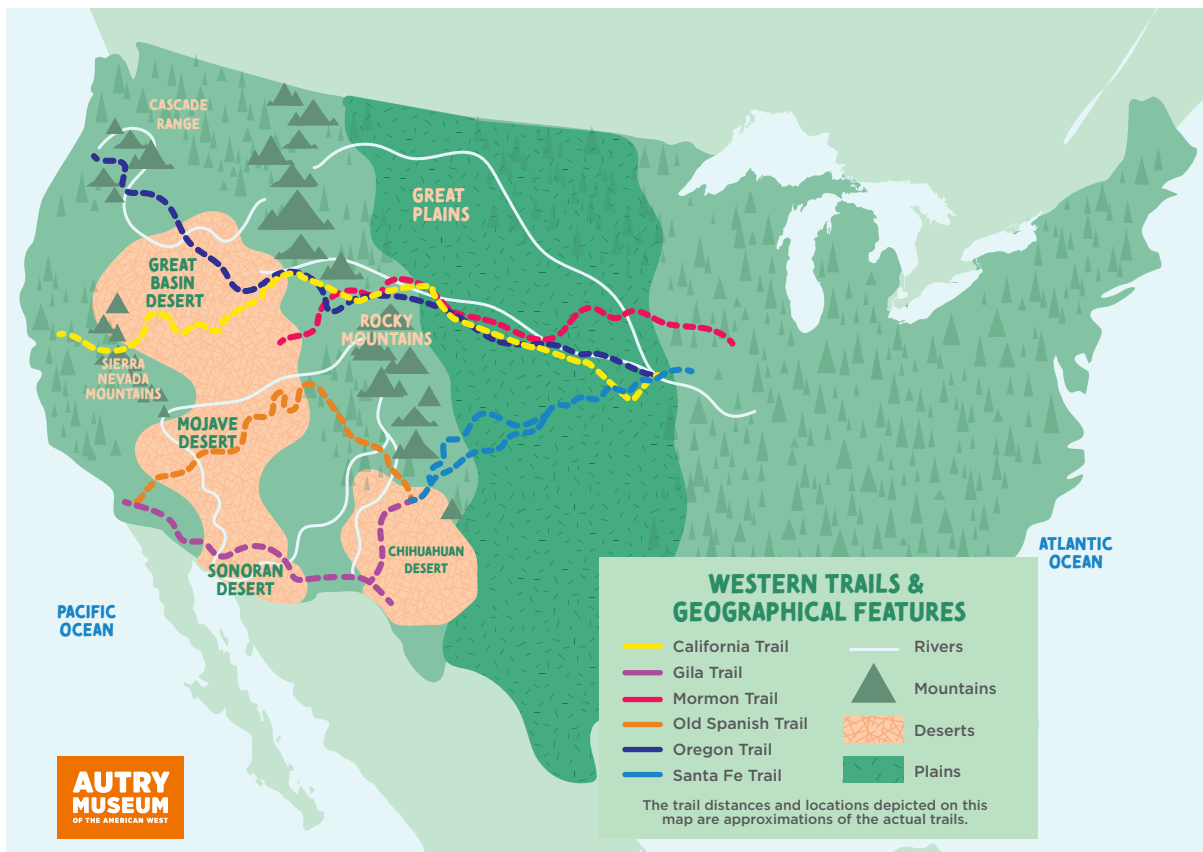 CASCADE
RANGE
GREAT
PLAINS
GREAT
BASIN
DESERT
ROCKY
MOUNTAINS
SIERRA
NEVADA
MOUNTAINS
MOJAVE
DESERT
CHIHUAHUAN
DESERT
SONORAN
DESERT
PACIFIC
OCEAN
ATLANTIC
OCEAN
WESTERN TRAILS &
GEOGRAPHICAL FEATURES
California Trail
Gila Trail
Mormon Trail
Old Spanish Trail
Oregon Trail
Santa Fe Trail
Rivers
Mountains
Deserts
Plains
The trail distances and locations depicted on this
map are approximations of the actual trails.
AUTRY
MUSEUM
OF THE AMERICAN WEST